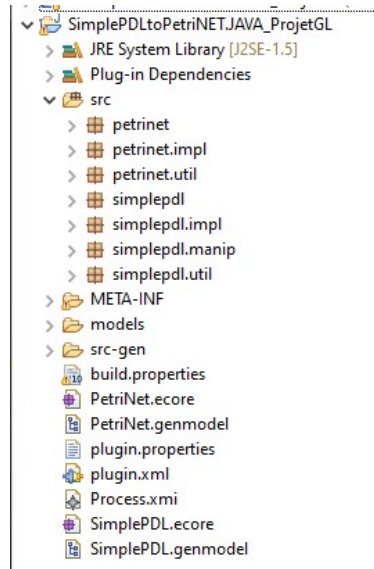 SimplePDLtoPetriNET.JAVA_ProjetGL
JRE System Library [J2SE-1.5]
Plug-in Dependencies
src
petrinet
petrinet.impl
petrinet.util
simplepdl
simplepdl.impl
simplepdl.manip
simplepdl.util
META-INF
models
src-gen
build.properties
PetriNet.ecore
PetriNet.genmodel
plugin.properties
plugin.xml
Process.xmi
SimplePDL.ecore
SimplePDL.genmodel